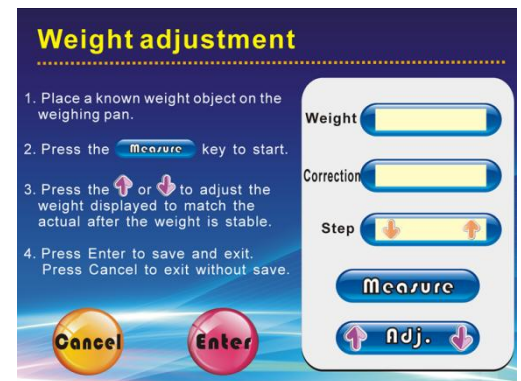 Weight adjustment
1. Place a known weight object on the
weighing pan.
2. Press the Measure key to start.
3. Press the or to adjust the
weight displayed to match the
actual after the weight is stable.
4. Press Enter to save and exit.
Press Cancel to exit without save.
Cancel
Enter
Weight
Correction
Step
Measure
Adj.